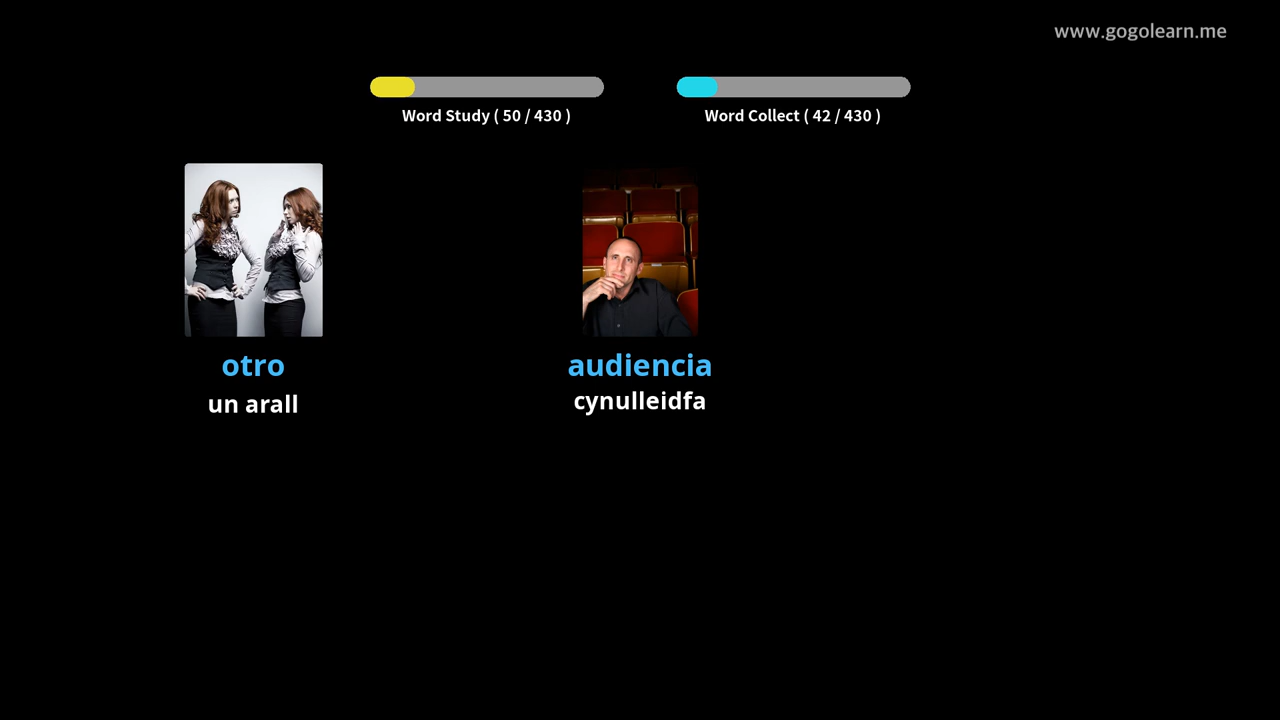 www.gogolearn.me
Word Study ( 50 / 430 )
Word Collect ( 42 / 430 )
otro
un arall
audiencia
cynulleidfa